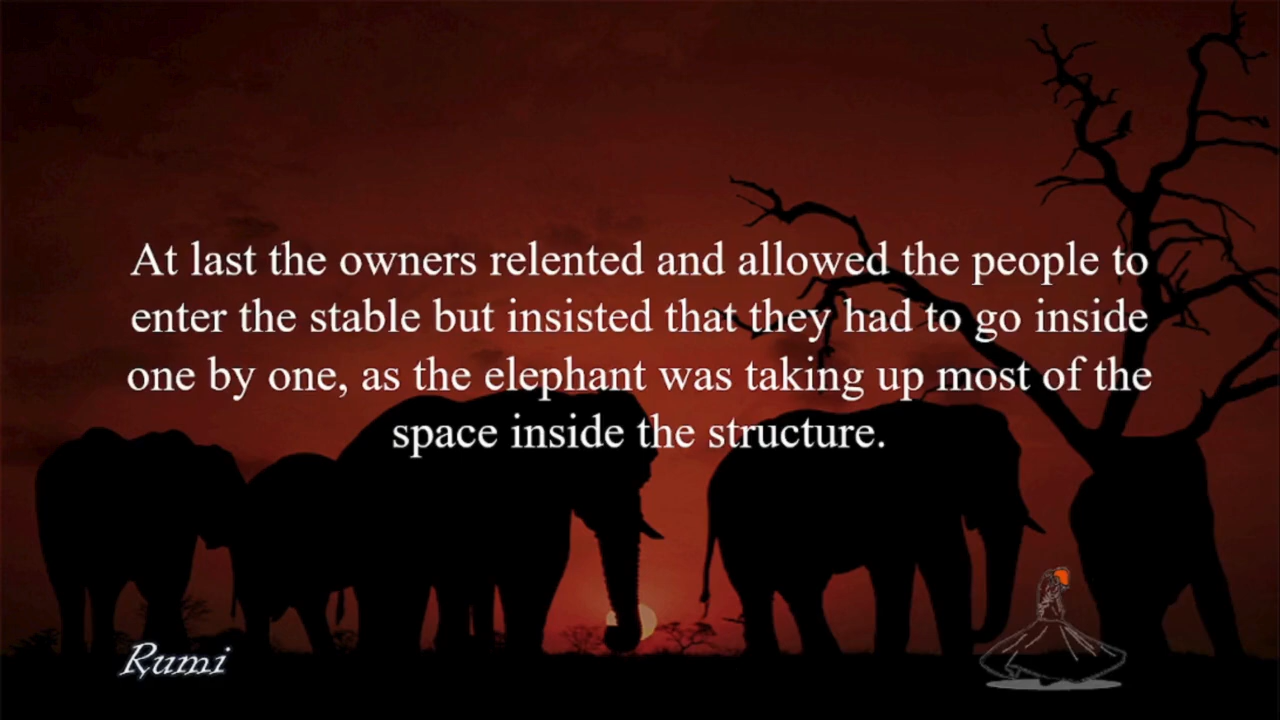 At last the owners relented and allowed the people to
enter the stable but insisted that they had to go inside
one by one, as the elephant was taking up most of the
space inside the structure.
Rumi